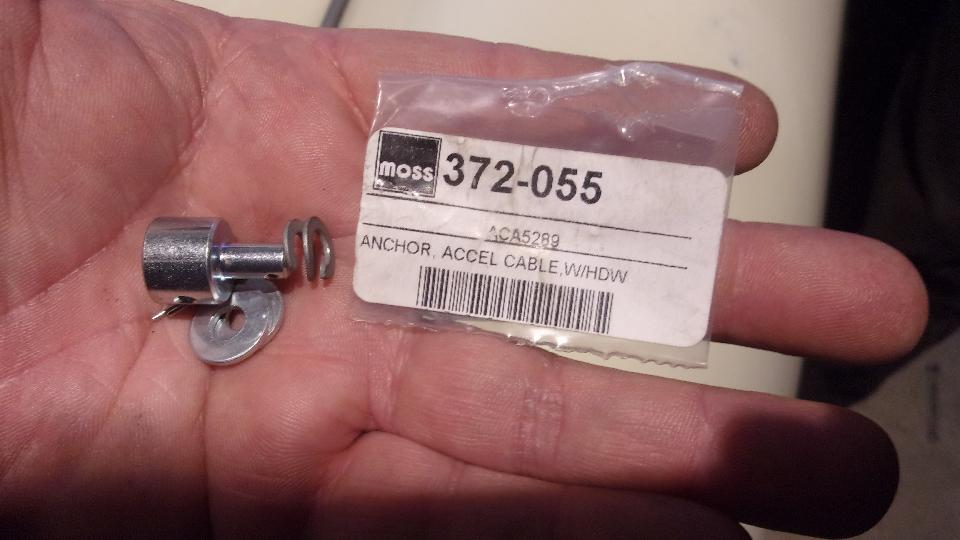 moss 372-055
ACA5289
ANCHOR, ACCEL CABLE,W/HDW